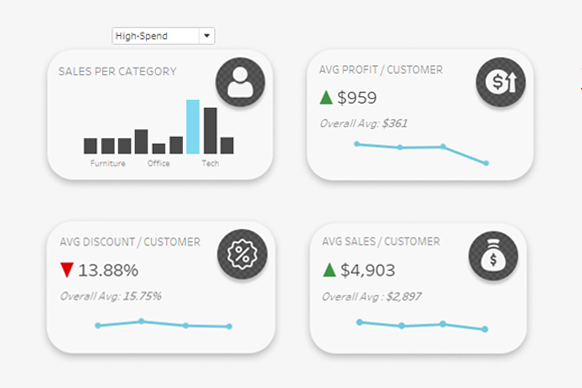 High-Spend
SALES PER CATEGORY
Furniture Office Tech
AVG PROFIT / CUSTOMER
$959
Overall Avg: $361
AVG DISCOUNT / CUSTOMER
13.88%
Overall Avg: 15.75%
AVG SALES / CUSTOMER
$4,903
Overall Avg : $2,897